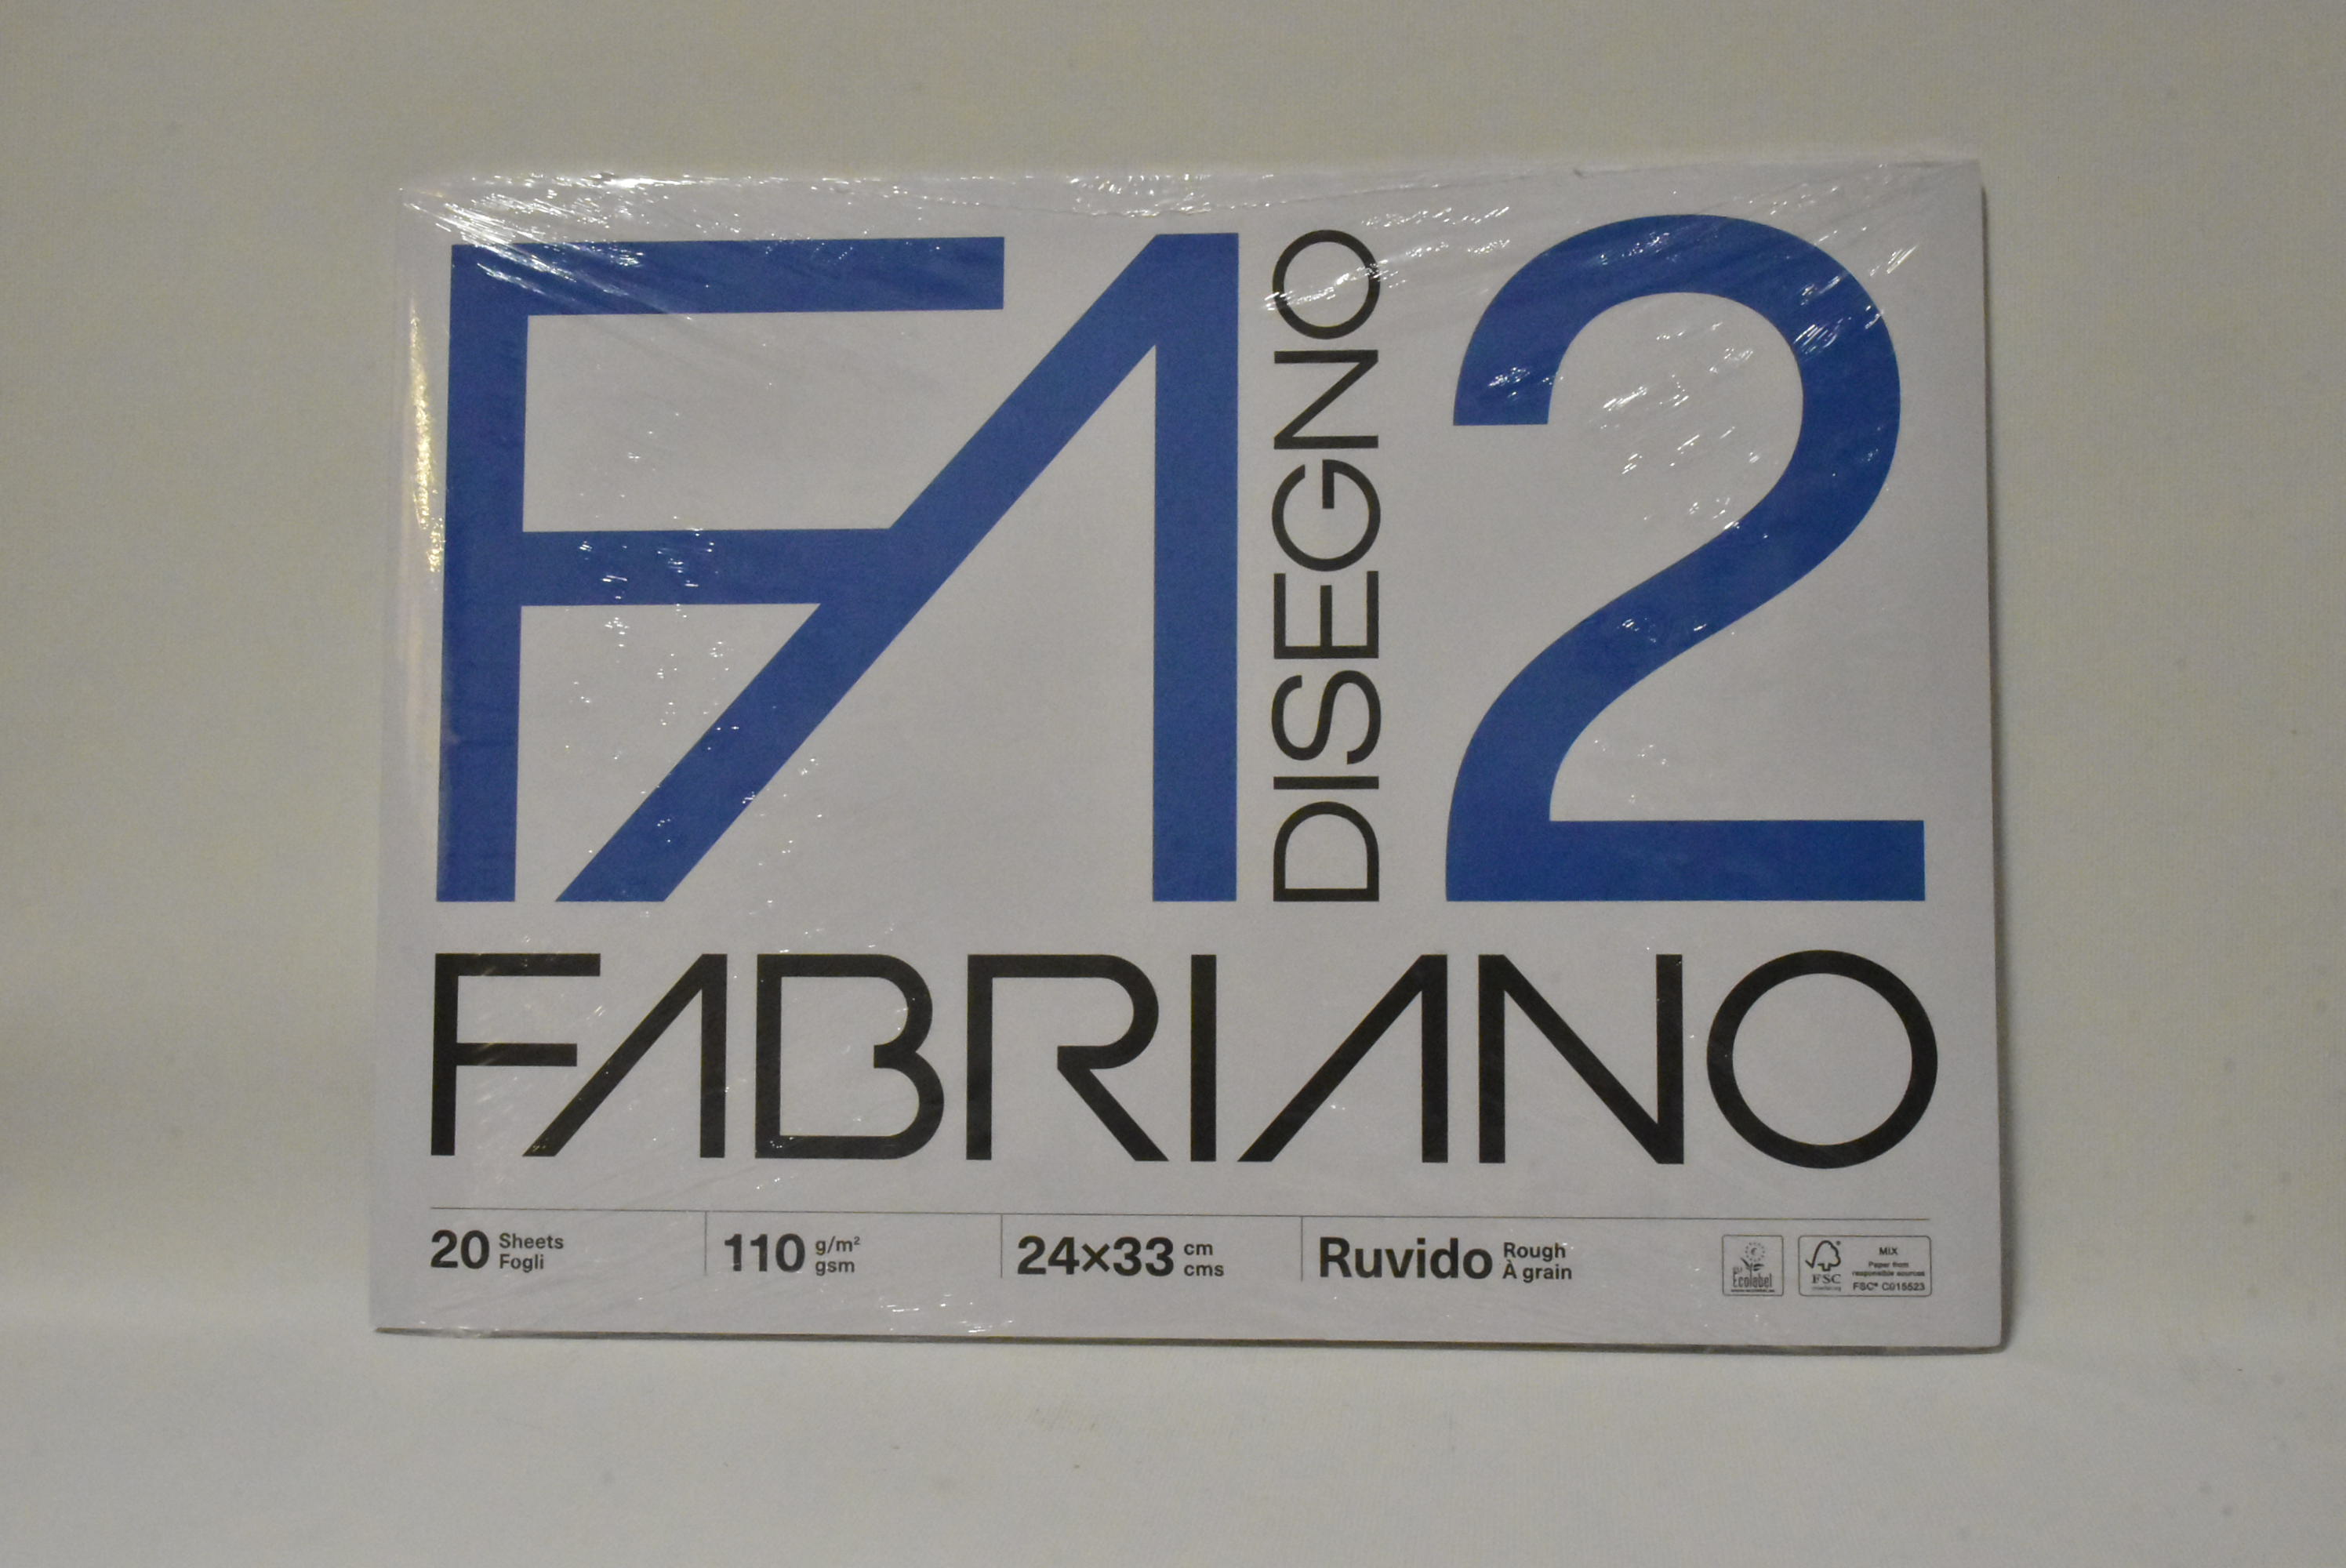 FA
DISEGNO
2
FABRIANO
20 Sheets
Fogli
110 g/m²
gsm
24×33 cm
cms
Ruvido Rough
À grain
Ecolabel
FSC
MIX
Paper from
responsible sources
FSC® C015523